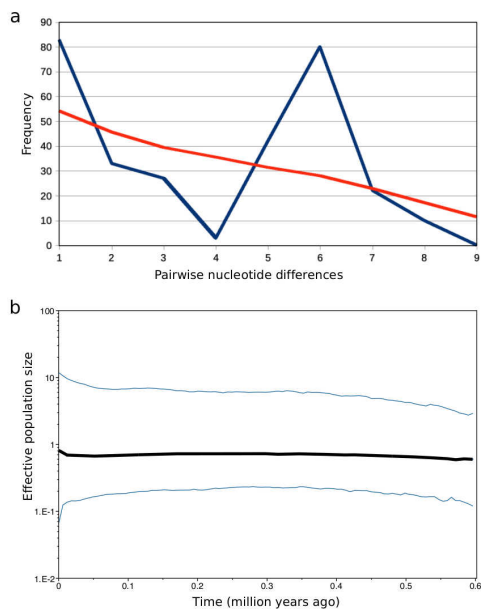 a
90
80
70
60
50
40
30
20
10
0
Frequency
1 2 3 4 5 6 7 8 9
Pairwise nucleotide differences
b
100
10
1
1.E-1
1.E-2
Effective population size
0 0.1 0.2 0.3 0.4 0.5 0.6
Time (million years ago)